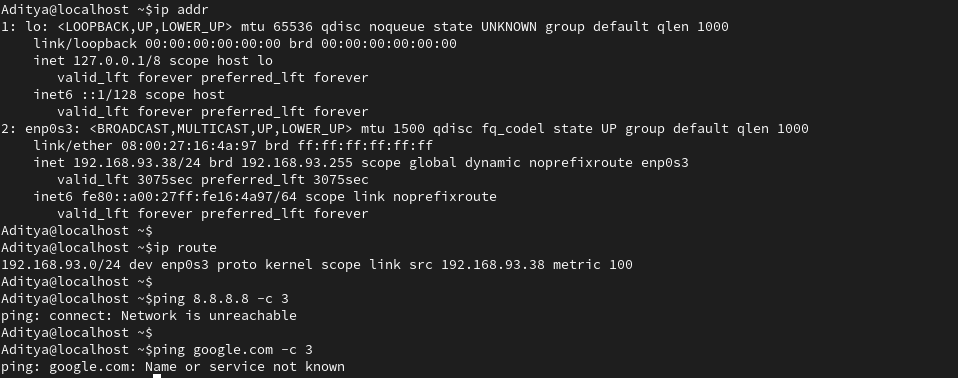 Aditya@localhost ~$ip addr
1: lo: <LOOPBACK,UP,LOWER_UP> mtu 65536 qdisc noqueue state UNKNOWN group default qlen 1000
    link/loopback 00:00:00:00:00:00 brd 00:00:00:00:00:00
    inet 127.0.0.1/8 scope host lo
       valid_lft forever preferred_lft forever
    inet6 ::1/128 scope host
       valid_lft forever preferred_lft forever
2: enp0s3: <BROADCAST,MULTICAST,UP,LOWER_UP> mtu 1500 qdisc fq_codel state UP group default qlen 1000
    link/ether 08:00:27:16:4a:97 brd ff:ff:ff:ff:ff:ff
    inet 192.168.93.38/24 brd 192.168.93.255 scope global dynamic noprefixroute enp0s3
       valid_lft 3075sec preferred_lft 3075sec
    inet6 fe80::a00:27ff:fe16:4a97/64 scope link noprefixroute
       valid_lft forever preferred_lft forever
Aditya@localhost ~$
Aditya@localhost ~$ip route
192.168.93.0/24 dev enp0s3 proto kernel scope link src 192.168.93.38 metric 100
Aditya@localhost ~$
Aditya@localhost ~$ping 8.8.8.8 -c 3
ping: connect: Network is unreachable
Aditya@localhost ~$
Aditya@localhost ~$ping google.com -c 3
ping: google.com: Name or service not known